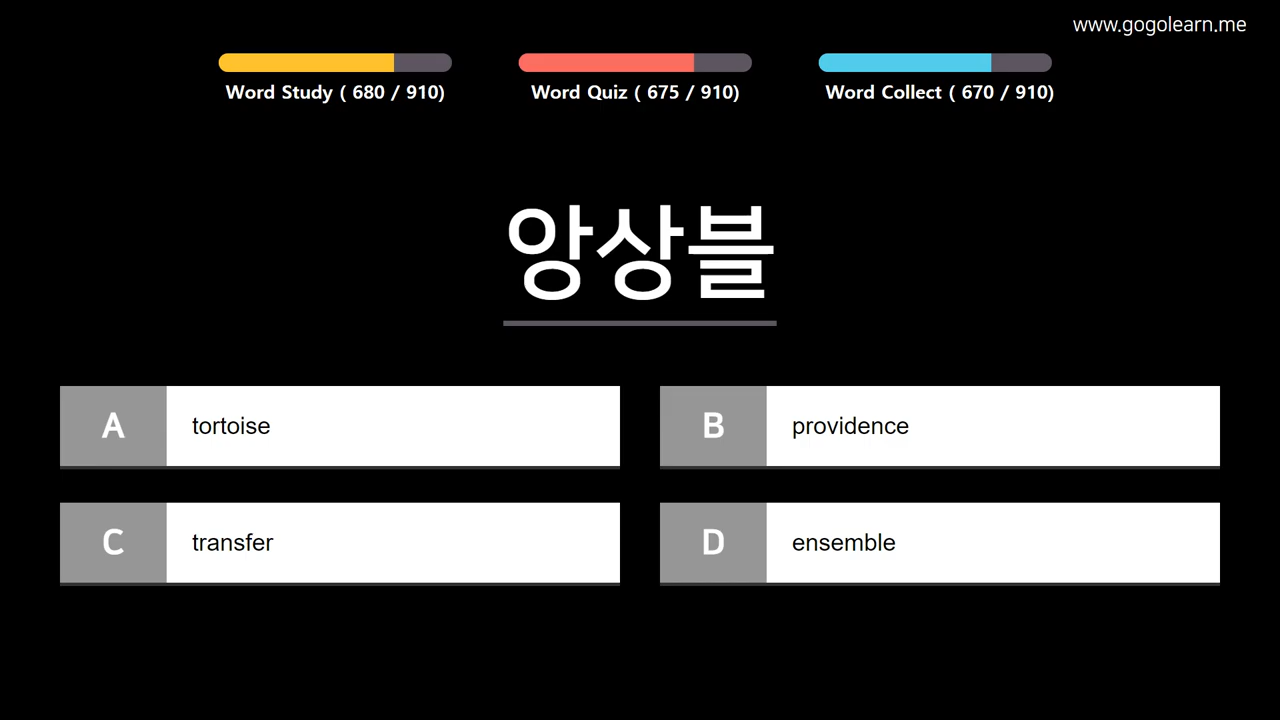 www.gogolearn.me
Word Study ( 680 / 910)
Word Quiz ( 675 / 910)
Word Collect ( 670 / 910)
앙상블
A tortoise
B providence
C transfer
D ensemble